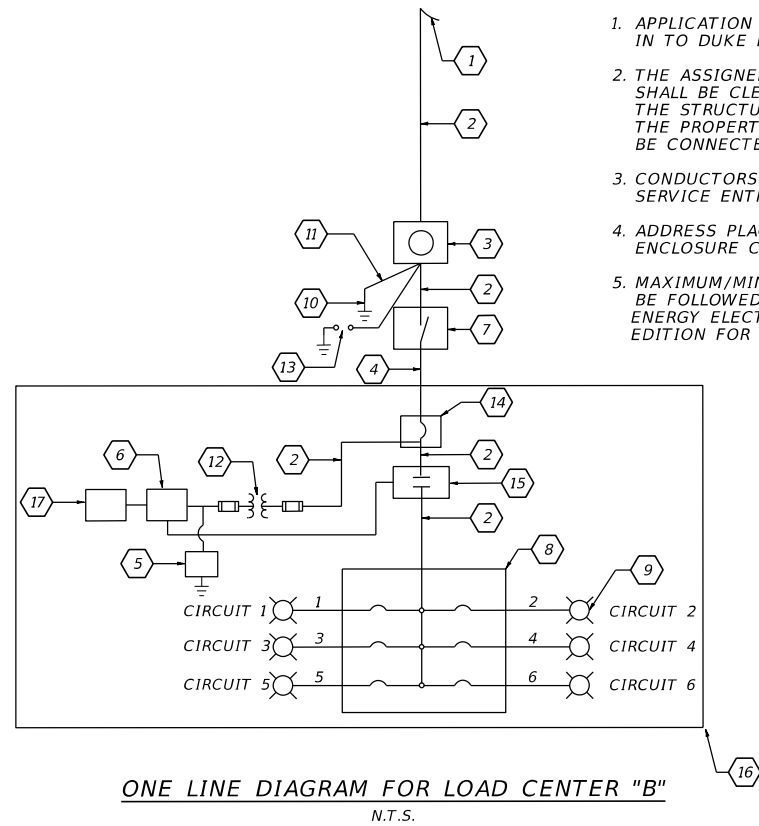 1. APPLICATION
IN TO DUKE
2. THE ASSIGNE
SHALL BE CLE
THE STRUCTU
THE PROPERT
BE CONNECTE
3. CONDUCTORS
SERVICE ENT
4. ADDRESS PLA
ENCLOSURE C
5. MAXIMUM/MIN
BE FOLLOWED
ENERGY ELECT
EDITION FOR
1
2
3
11
2
10
7
13
4
14
12
2
2
6
15
17
2
5
8
9
CIRCUIT 1 1 2 CIRCUIT 2
CIRCUIT 3 3 4 CIRCUIT 4
CIRCUIT 5 5 6 CIRCUIT 6
16
ONE LINE DIAGRAM FOR LOAD CENTER "B"
N.T.S.